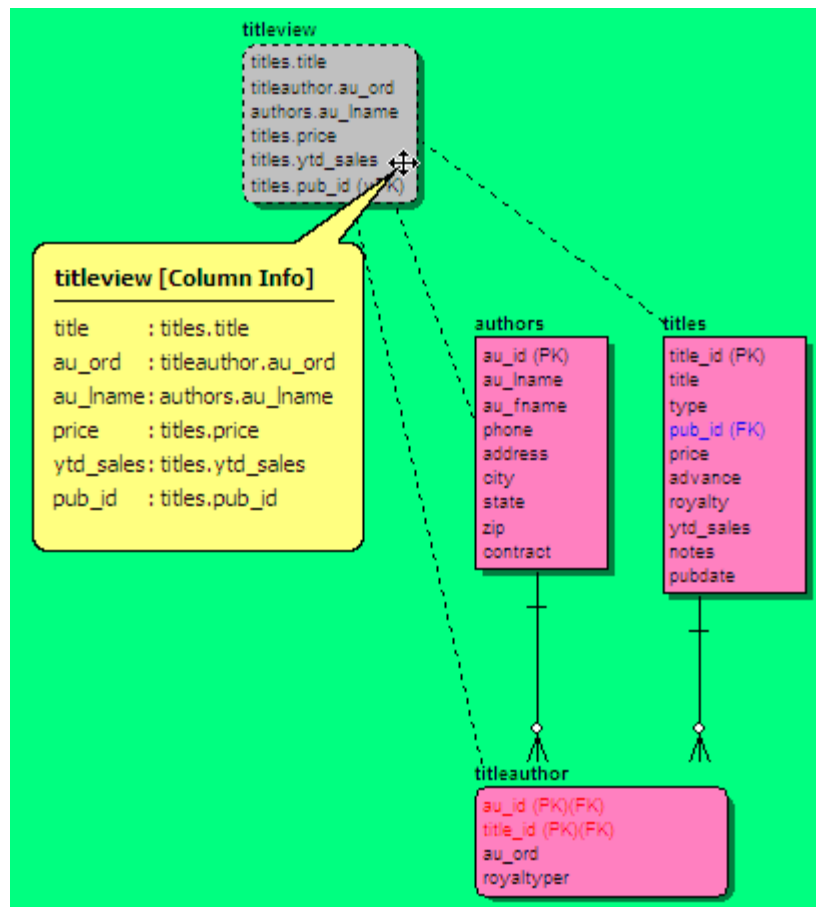 titleview
titles.title
titleauthor.au_ord
authors.au_lname
titles.price
titles.ytd_sales
titles.pub_id
titleview [Column Info]
title : titles.title
au_ord : titleauthor.au_ord
au_lname: authors.au_lname
price : titles.price
ytd_sales: titles.ytd_sales
pub_id : titles.pub_id
authors
au_id (PK)
au_lname
au_fname
phone
address
city
state
zip
contract
titles
title_id (PK)
title
type
pub_id (FK)
price
advance
royalty
ytd_sales
notes
pubdate
titleauthor
au_id (PK)(FK)
title_id (PK)(FK)
au_ord
royaltyper